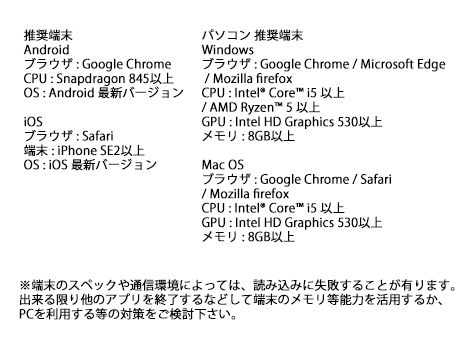 推奨端末
Android
ブラウザ : Google Chrome
CPU : Snapdragon 845以上
OS : Android 最新バージョン
iOS
ブラウザ : Safari
端末 : iPhone SE2以上
OS : iOS 最新バージョン
パソコン 推奨端末
Windows
ブラウザ : Google Chrome / Microsoft Edge
/ Mozilla firefox
CPU : Intel® Core™ i5 以上
/ AMD Ryzen™ 5 以上
GPU : Intel HD Graphics 530以上
メモリ : 8GB以上
Mac OS
ブラウザ : Google Chrome / Safari
/ Mozilla firefox
CPU : Intel® Core™ i5 以上
GPU : Intel HD Graphics 530以上
メモリ : 8GB以上
※端末のスペックや通信環境によっては、読み込みに失敗することが有ります。
出来る限り他のアプリを終了するなどして端末のメモリ等能力を活用するか、
PCを利用する等の対策をご検討下さい。